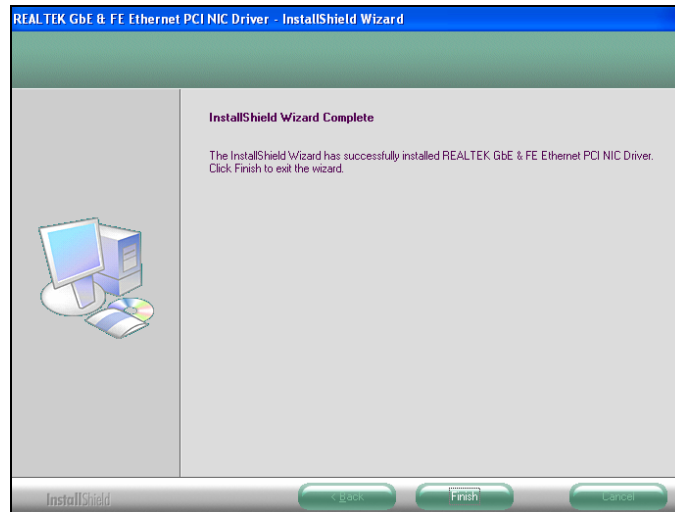 REALTEK GbE & FE Ethernet PCI NIC Driver - InstallShield Wizard
InstallShield Wizard Complete
The InstallShield Wizard has successfully installed REALTEK GbE & FE Ethernet PCI NIC Driver.
Click Finish to exit the wizard.
InstallShield
< Back
Finish
Cancel